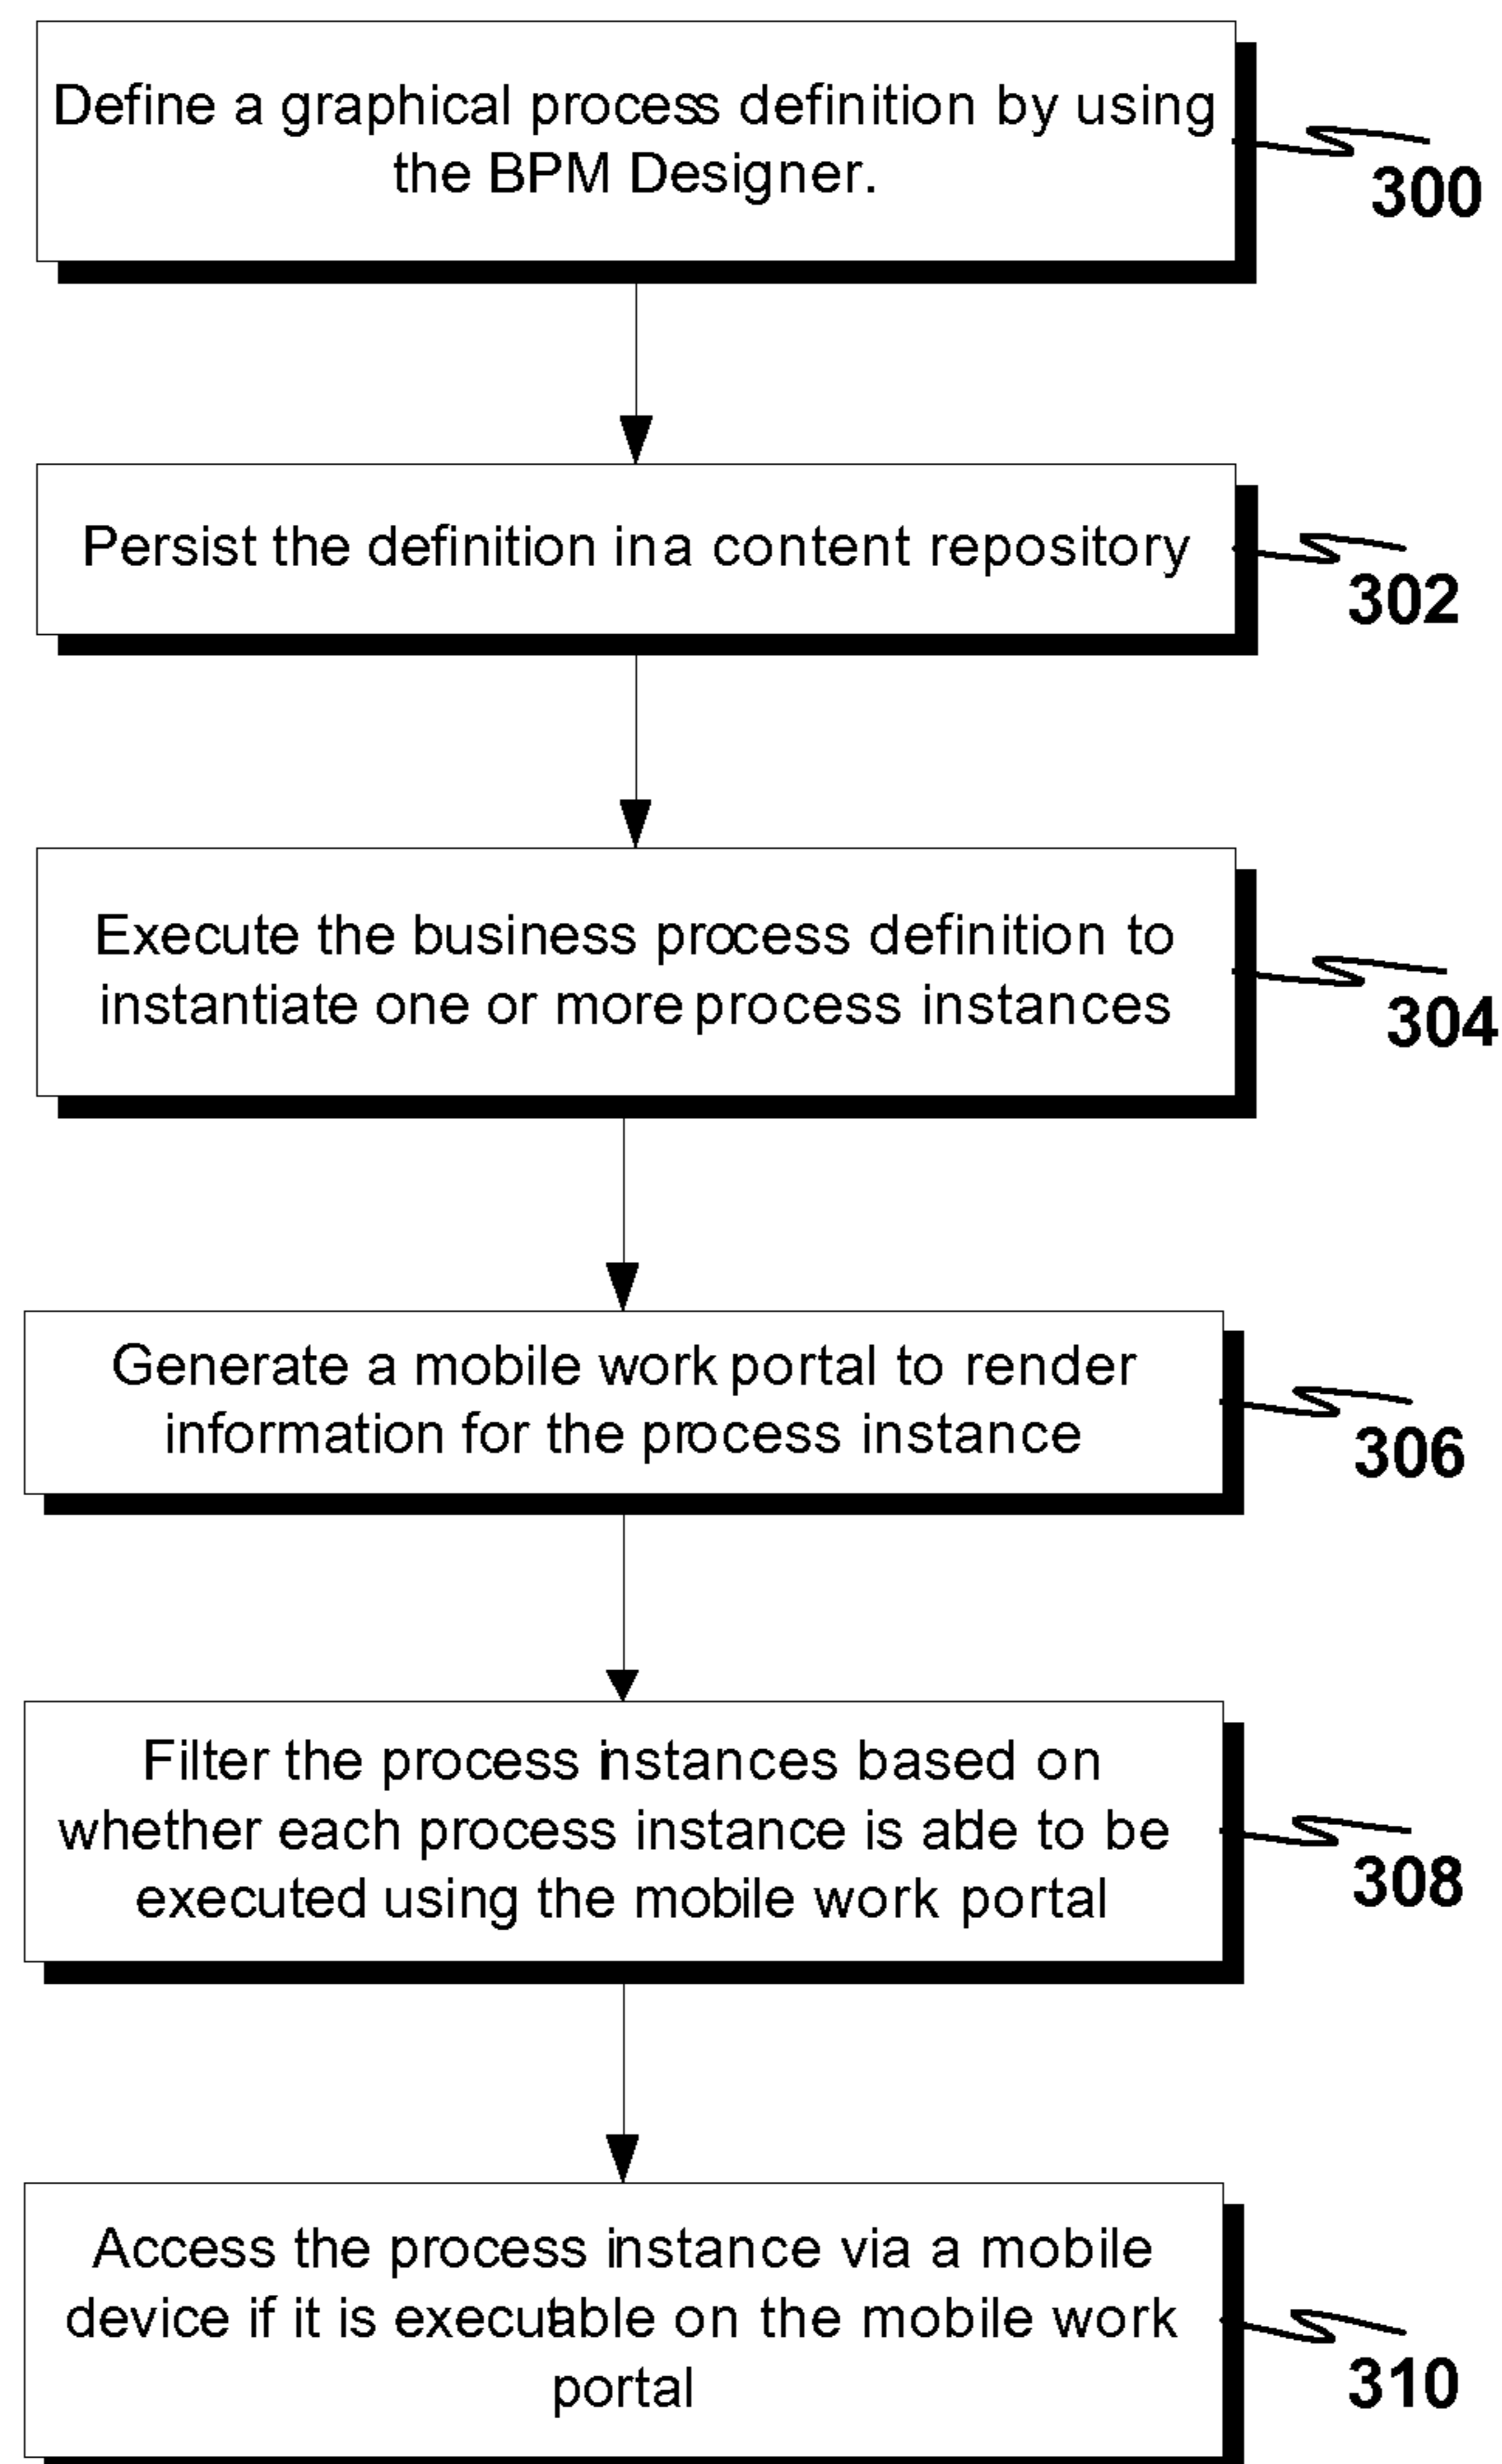 Define a graphical process definition by using
the BPM Designer.
300
Persist the definition ina content repository
302
Execute the business process definition to
instantiate one or more process instances
304
Generate a mobile work portal to render
information for the process instance
306
Filter the process instances based on
whether each process instance is able to be
executed using the mobile work portal
308
Access the process instance via a mobile
device if it is executable on the mobile work
portal
310